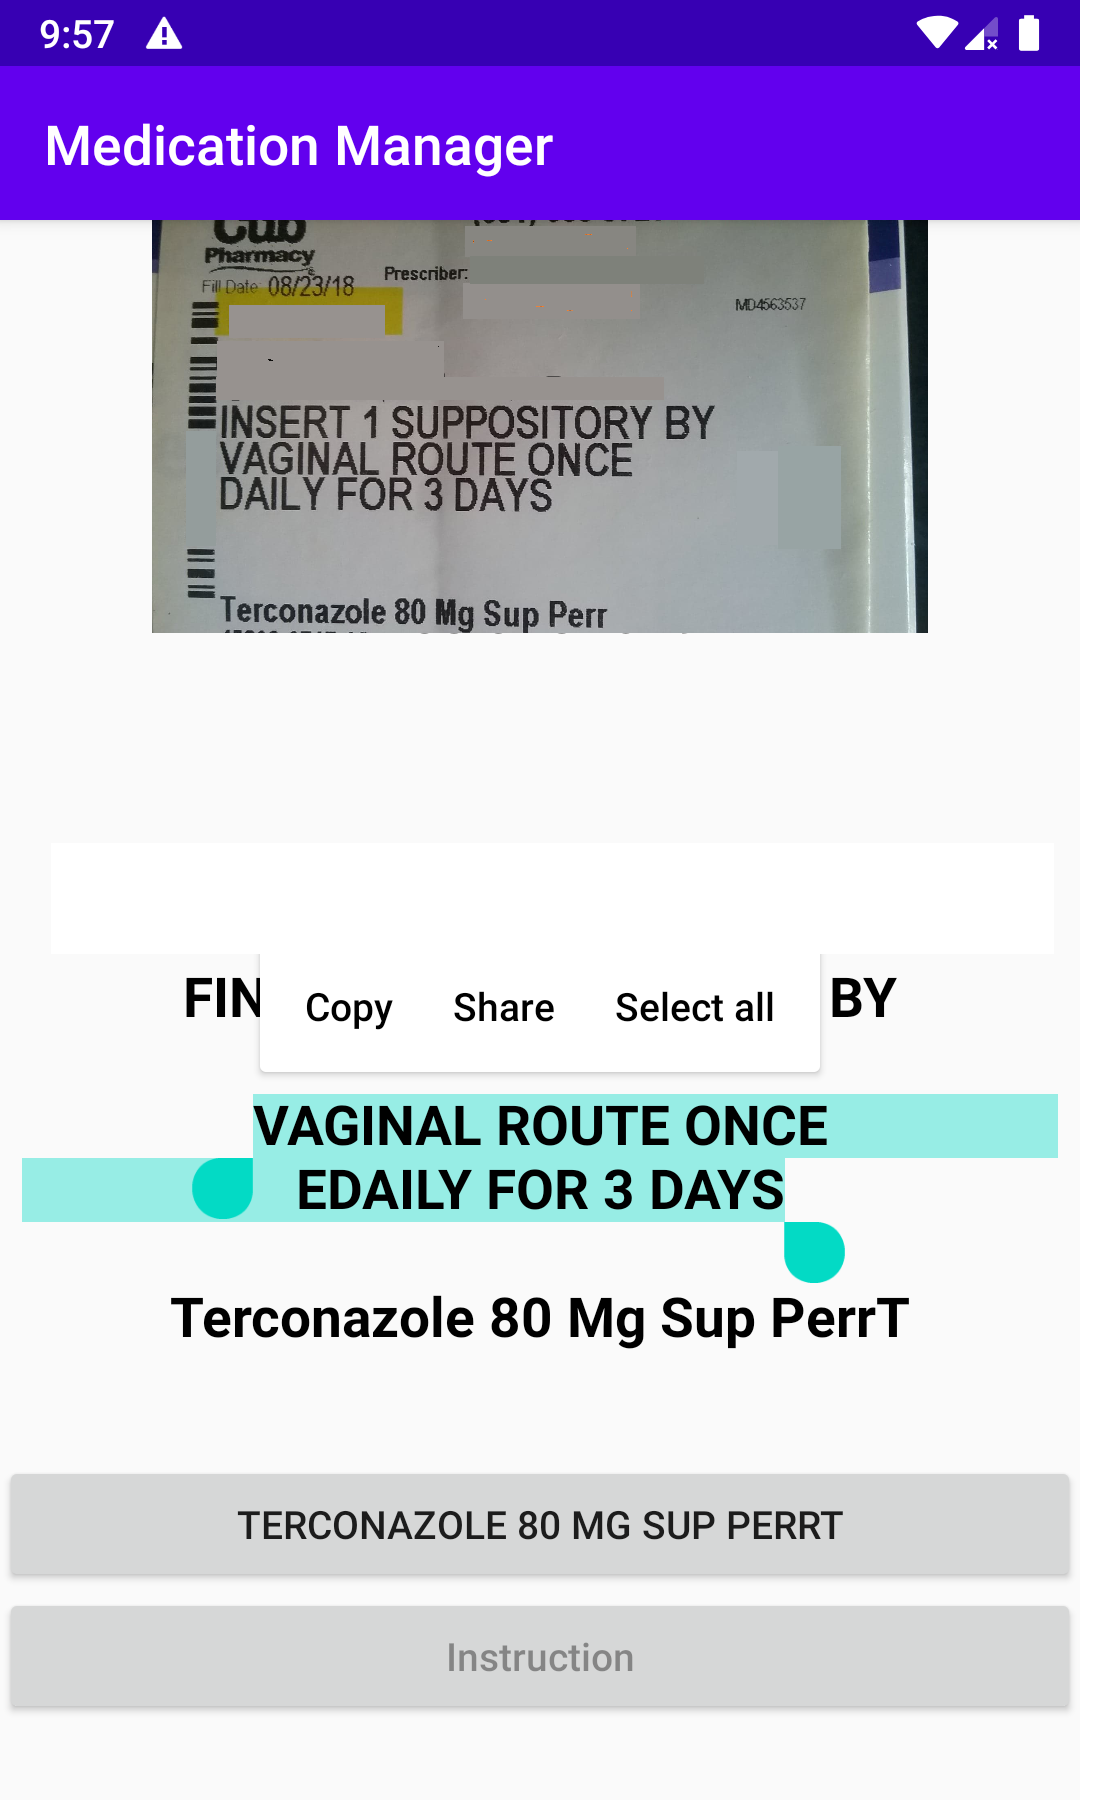 9:57
Medication Manager
Cub
Pharmacy
Prescriber:
Fill Date: 08/23/18
MD4563537
INSERT 1 SUPPOSITORY BY
VAGINAL ROUTE ONCE
DAILY FOR 3 DAYS
Terconazole 80 Mg Sup Perr
FIN BY
Copy Share Select all
VAGINAL ROUTE ONCE
EDAILY FOR 3 DAYS
Terconazole 80 Mg Sup PerrT
TERCONAZOLE 80 MG SUP PERRT
Instruction